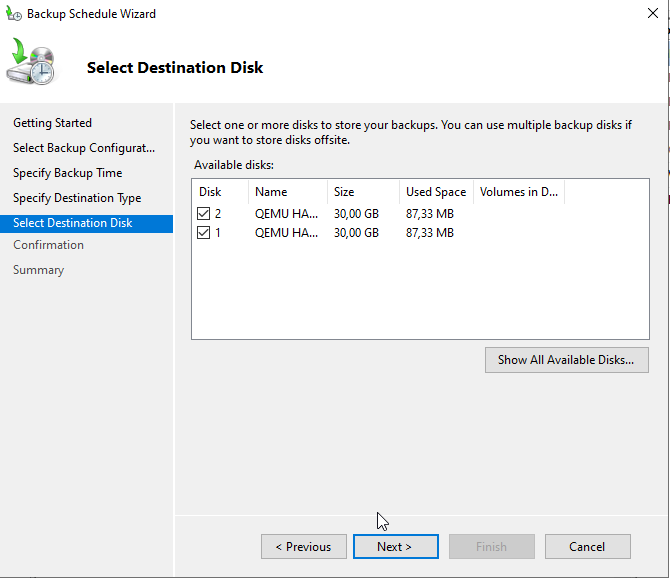 Backup Schedule Wizard
Select Destination Disk
Getting Started
Select Backup Configurat...
Specify Backup Time
Specify Destination Type
Select Destination Disk
Confirmation
Summary
Select one or more disks to store your backups. You can use multiple backup disks if
you want to store disks offsite.
Available disks:
Disk Name Size Used Space Volumes in D...
2 QEMU HA... 30,00 GB 87,33 MB
1 QEMU HA... 30,00 GB 87,33 MB
Show All Available Disks...
< Previous Next > Finish Cancel